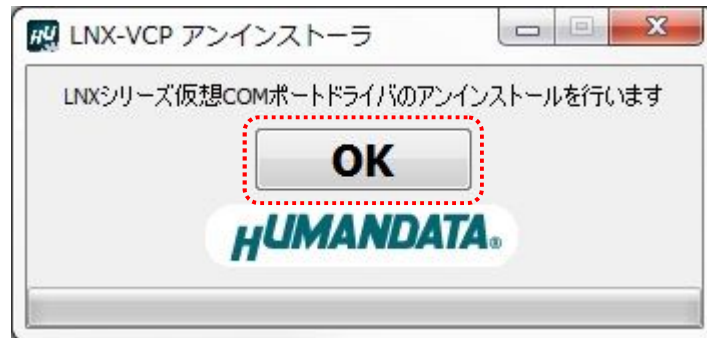 LNX-VCP アンインストーラ
LNXシリーズ仮想COMポートドライバのアンインストールを行います
OK
HUMANDATA®